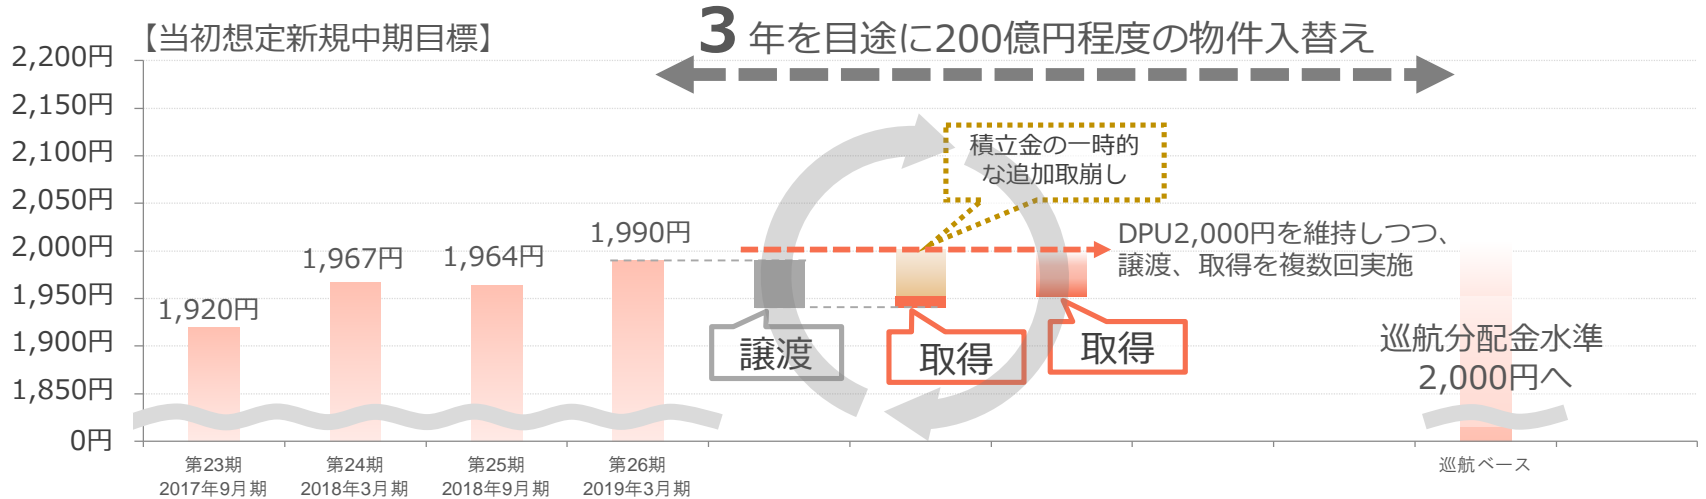 【当初想定新規中期目標】
3 年を目途に200億円程度の物件入替え
2,200円
2,150円
2,100円
2,050円
2,000円
1,950円
1,900円
1,850円
0円
1,920円
1,967円
1,964円
1,990円
積立金の一時的
な追加取崩し
DPU2,000円を維持しつつ、
譲渡、取得を複数回実施
譲渡
取得
取得
巡航分配金水準
2,000円へ
第23期
2017年9月期
第24期
2018年3月期
第25期
2018年9月期
第26期
2019年3月期
巡航ベース